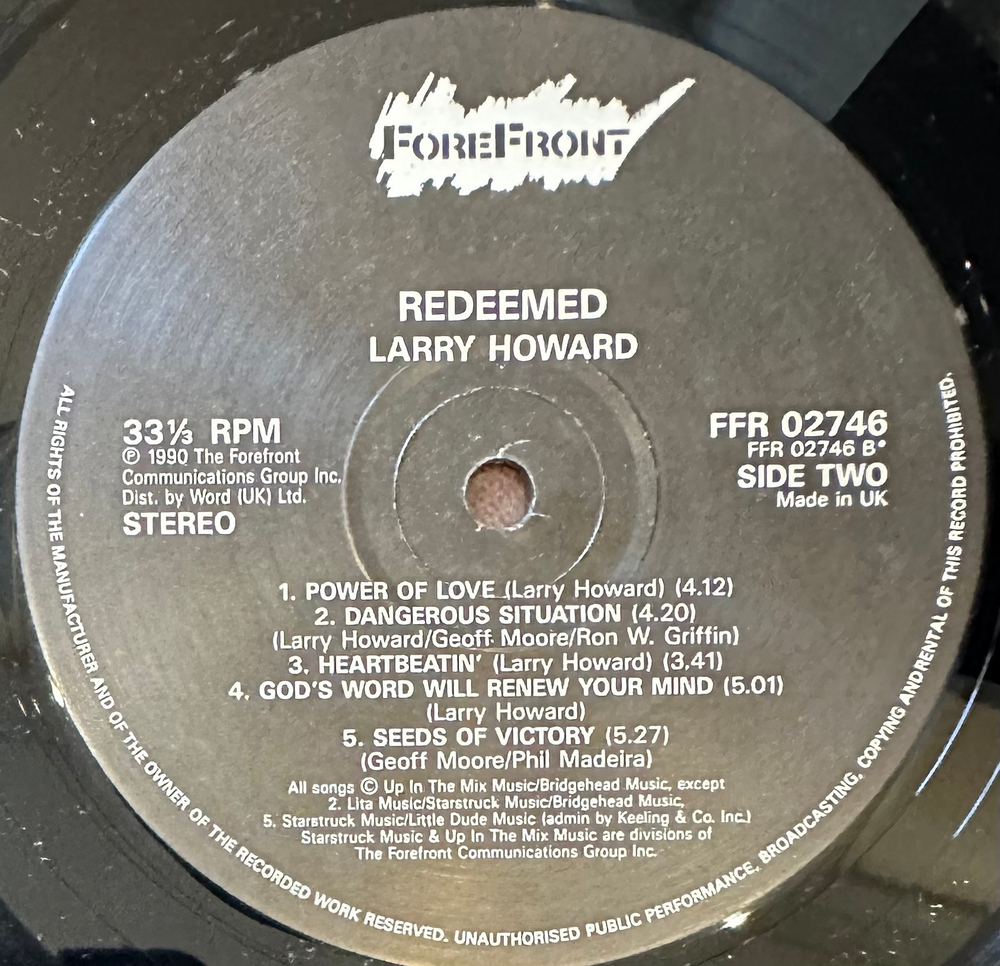 FOREFRONT
REDEEMED
LARRY HOWARD
33⅓ RPM
℗ 1990 The Forefront
Communications Group Inc.
Dist. by Word (UK) Ltd.
STEREO
FFR 02746
FFR 02746 B*
SIDE TWO
Made in UK
1. POWER OF LOVE (Larry Howard) (4.12)
2. DANGEROUS SITUATION (4.20)
(Larry Howard/Geoff Moore/Ron W. Griffin)
3. HEARTBEATIN' (Larry Howard) (3.41)
4. GOD'S WORD WILL RENEW YOUR MIND (5.01)
(Larry Howard)
5. SEEDS OF VICTORY (5.27)
(Geoff Moore/Phil Madeira)
All songs © Up In The Mix Music/Bridgehead Music, except
2. Lita Music/Starstruck Music/Bridgehead Music,
5. Starstruck Music/Little Dude Music (admin by Keeling & Co. Inc.)
Starstruck Music & Up In The Mix Music are divisions of
The Forefront Communications Group Inc.
ALL RIGHTS OF THE MANUFACTURER AND OF THE OWNER OF THE RECORDED WORK RESERVED. UNAUTHORISED PUBLIC PERFORMANCE, BROADCASTING, COPYING ANDRENTAL OF THIS RECORD PROHIBITED.